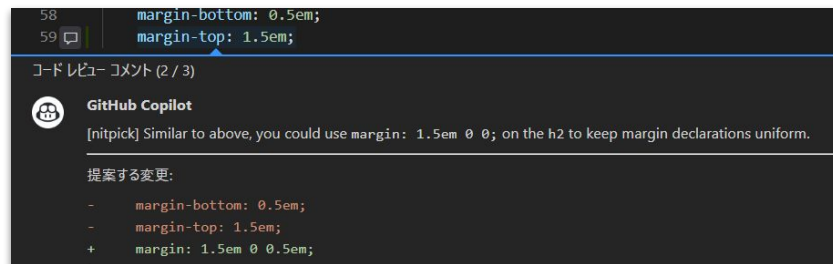 58 margin-bottom: 0.5em;
59 margin-top: 1.5em;
コード レビュー コメント (2 / 3)
GitHub Copilot
[nitpick] Similar to above, you could use margin: 1.5em 0 0; on the h2 to keep margin declarations uniform.
提案する変更:
- margin-bottom: 0.5em;
- margin-top: 1.5em;
+ margin: 1.5em 0 0.5em;